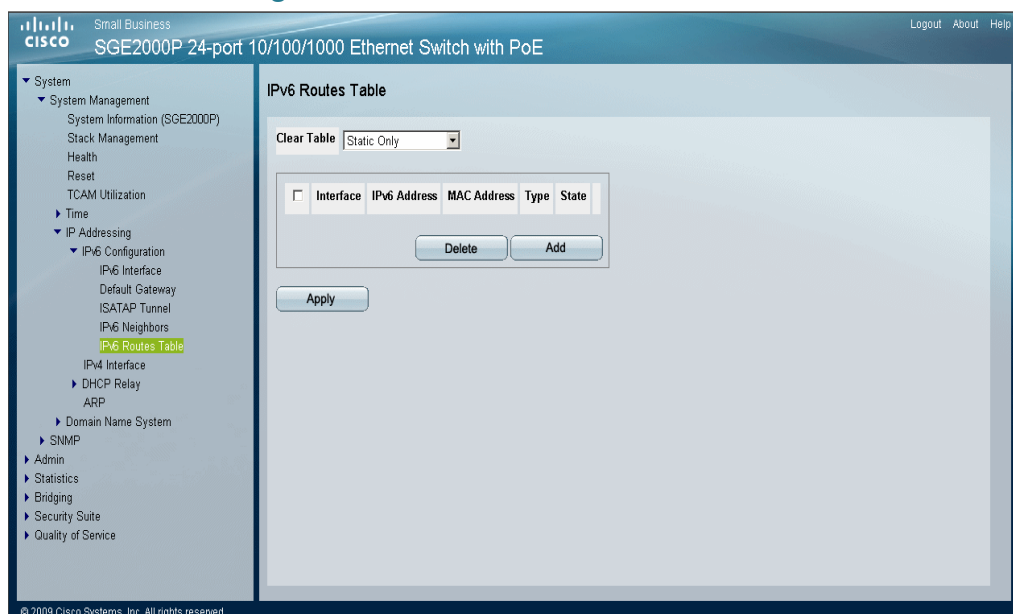 Small Business
Logout About Help
CISCO
SGE2000P 24-port 10/100/1000 Ethernet Switch with PoE
System
System Management
System Information (SGE2000P)
Stack Management
Health
Reset
TCAM Utilization
Time
IP Addressing
IPv6 Configuration
IPv6 Interface
Default Gateway
ISATAP Tunnel
IPv6 Neighbors
IPv6 Routes Table
IPv4 Interface
DHCP Relay
ARP
Domain Name System
SNMP
Admin
Statistics
Bridging
Security Suite
Quality of Service
IPv6 Routes Table
Clear Table Static Only
Interface IPv6 Address MAC Address Type State
Delete Add
Apply
© 2009 Cisco Systems, Inc. All rights reserved.